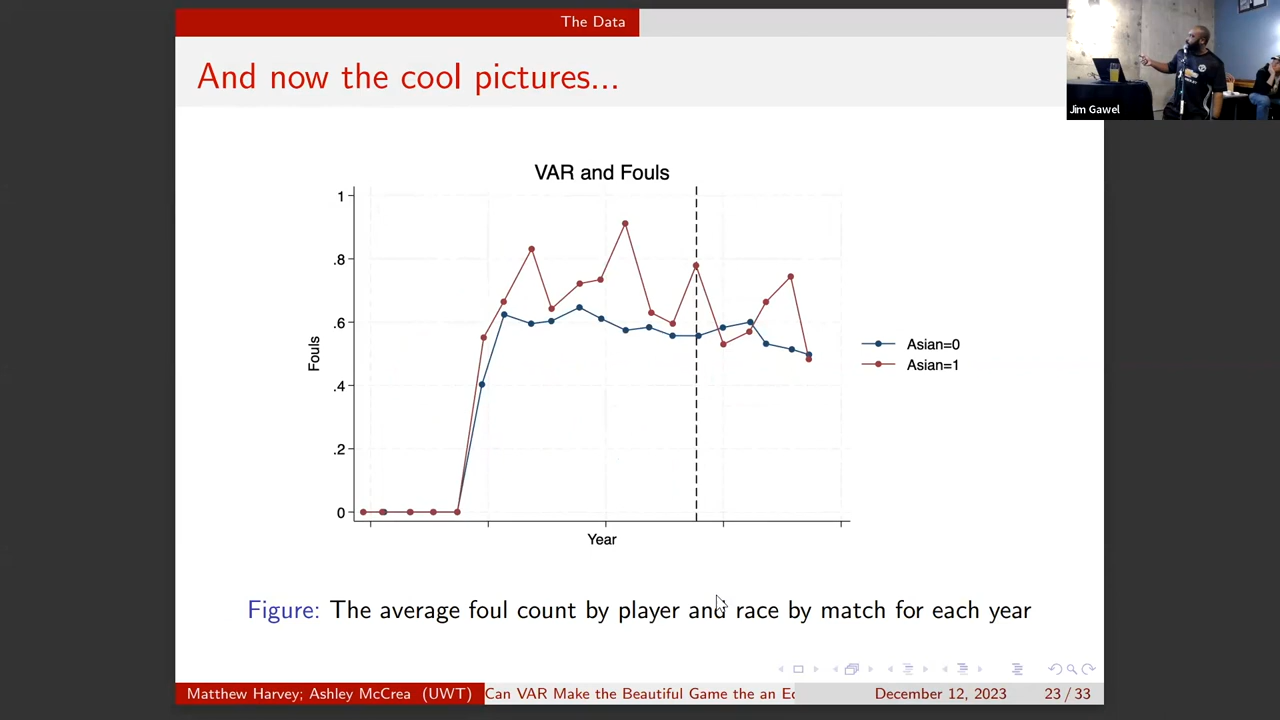 The Data
And now the cool pictures...
Jim Gawel
VAR and Fouls
1
.8
.6
.4
.2
0
Fouls
Year
Asian=0
Asian=1
Figure: The average foul count by player and race by match for each year
Matthew Harvey; Ashley McCrea (UWT) Can VAR Make the Beautiful Game the an Ec December 12, 2023 23 / 33